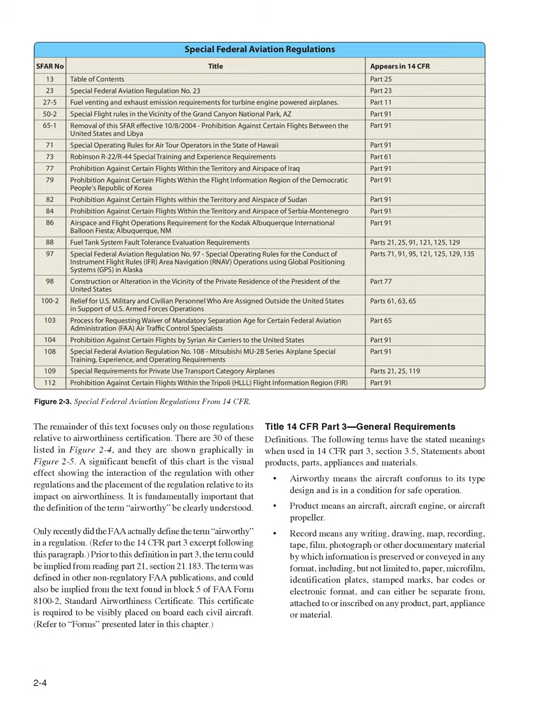 Special Federal Aviation Regulations
SFAR No Title Appears in 14 CFR
13 Table of Contents Part 25
23 Special Federal Aviation Regulation No. 23 Part 23
27-5 Fuel venting and exhaust emission requirements for turbine engine powered airplanes. Part 11
50-2 Special Flight rules in the Vicinity of the Grand Canyon National Park, AZ Part 91
65-1 Removal of this SFAR effective 10/8/2004 - Prohibition Against Certain Flights Between the Part 91
United States and Libya
71 Special Operating Rules for Air Tour Operators in the State of Hawaii Part 91
73 Robinson R-22/R-44 Special Training and Experience Requirements Part 61
77 Prohibition Against Certain Flights Within the Territory and Airspace of Iraq Part 91
79 Prohibition Against Certain Flights Within the Flight Information Region of the Democratic Part 91
People's Republic of Korea
82 Prohibition Against Certain Flights within the Territory and Airspace of Sudan Part 91
84 Prohibition Against Certain Flights Within the Territory and Airspace of Serbia-Montenegro Part 91
86 Airspace and Flight Operations Requirement for the Kodak Albuquerque International Part 91
Balloon Fiesta; Albuquerque, NM
88 Fuel Tank System Fault Tolerance Evaluation Requirements Parts 21, 25, 91, 121, 125, 129
97 Special Federal Aviation Regulation No. 97 - Special Operating Rules for the Conduct of Parts 71, 91, 95, 121, 125, 129, 135
Instrument Flight Rules (IFR) Area Navigation (RNAV) Operations using Global Positioning
Systems (GPS) in Alaska
98 Construction or Alteration in the Vicinity of the Private Residence of the President of the Part 77
United States
100-2 Relief for U.S. Military and Civilian Personnel Who Are Assigned Outside the United States Parts 61, 63, 65
in Support of U.S. Armed Forces Operations
103 Process for Requesting Waiver of Mandatory Separation Age for Certain Federal Aviation Part 65
Administration (FAA) Air Traffic Control Specialists
104 Prohibition Against Certain Flights by Syrian Air Carriers to the United States Part 91
108 Special Federal Aviation Regulation No. 108 - Mitsubishi MU-2B Series Airplane Special Part 91
Training, Experience, and Operating Requirements
109 Special Requirements for Private Use Transport Category Airplanes Parts 21, 25, 119
112 Prohibition Against Certain Flights Within the Tripoli (HLLL) Flight Information Region (FIR) Part 91
Figure 2-3. Special Federal Aviation Regulations From 14 CFR.
The remainder of this text focuses only on those regulations
relative to airworthiness certification. There are 30 of these
listed in Figure 2-4, and they are shown graphically in
Figure 2-5. A significant benefit of this chart is the visual
effect showing the interaction of the regulation with other
regulations and the placement of the regulation relative to its
impact on airworthiness. It is fundamentally important that
the definition of the term “airworthy” be clearly understood.
Only recently did the FAA actually define the term “airworthy”
in a regulation. (Refer to the 14 CFR part 3 excerpt following
this paragraph.) Prior to this definition in part 3, the term could
be implied from reading part 21, section 21.183. The term was
defined in other non-regulatory FAA publications, and could
also be implied from the text found in block 5 of FAA Form
8100-2, Standard Airworthiness Certificate. This certificate
is required to be visibly placed on board each civil aircraft.
(Refer to “Forms” presented later in this chapter.)
Title 14 CFR Part 3—General Requirements
Definitions. The following terms have the stated meanings
when used in 14 CFR part 3, section 3.5, Statements about
products, parts, appliances and materials.
• Airworthy means the aircraft conforms to its type
design and is in a condition for safe operation.
• Product means an aircraft, aircraft engine, or aircraft
propeller.
• Record means any writing, drawing, map, recording,
tape, film, photograph or other documentary material
by which information is preserved or conveyed in any
format, including, but not limited to, paper, microfilm,
identification plates, stamped marks, bar codes or
electronic format, and can either be separate from,
attached to or inscribed on any product, part, appliance
or material.
2-4